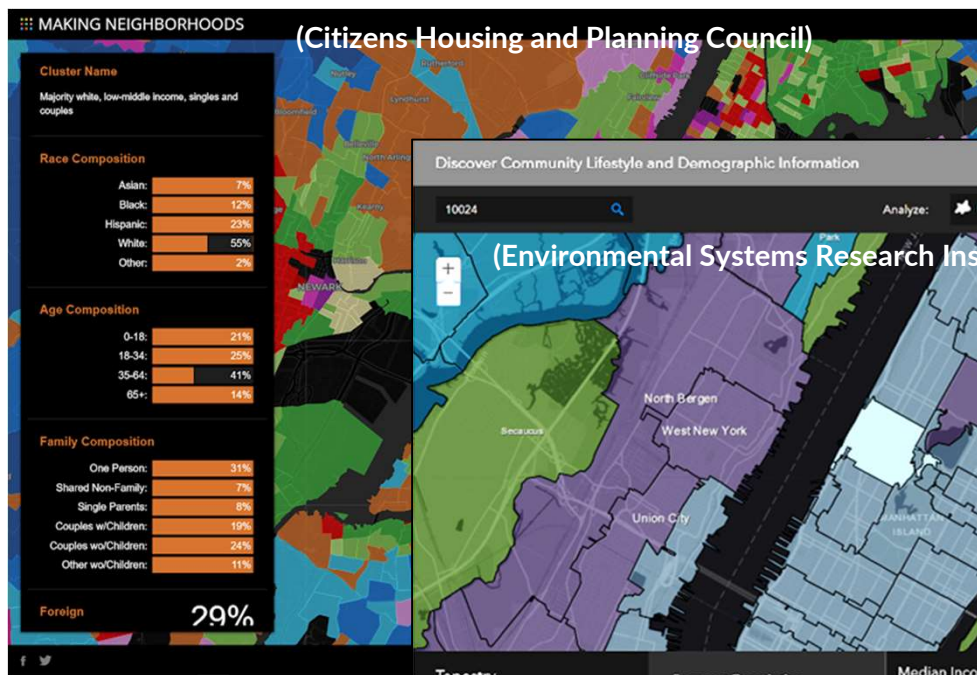 MAKING NEIGHBORHOODS
(Citizens Housing and Planning Council)
Cluster Name
Majority white, low-middle income, singles and
couples
Race Composition
Asian: 7%
Black: 12%
Hispanic: 23%
White: 55%
Other: 2%
Age Composition
0-18: 21%
18-34: 25%
35-64: 41%
65+: 14%
Family Composition
One Person: 31%
Shared Non-Family: 7%
Single Parents: 8%
Couples w/Children: 19%
Couples wo/Children: 24%
Other wo/Children: 11%
Foreign 29%
Nutley
Rutherford
Lyndhurst
Bloomfield
Belleville
North Arling
Kearny
Harrison
NEWARK
Cliffside Park
Fairview
Discover Community Lifestyle and Demographic Information
10024
Analyze:
(Environmental Systems Research Ins
Park
+
−
North Bergen
West New York
Secaucus
Union City
MANHATTAN
ISLAND
Tapestry
Median Inco